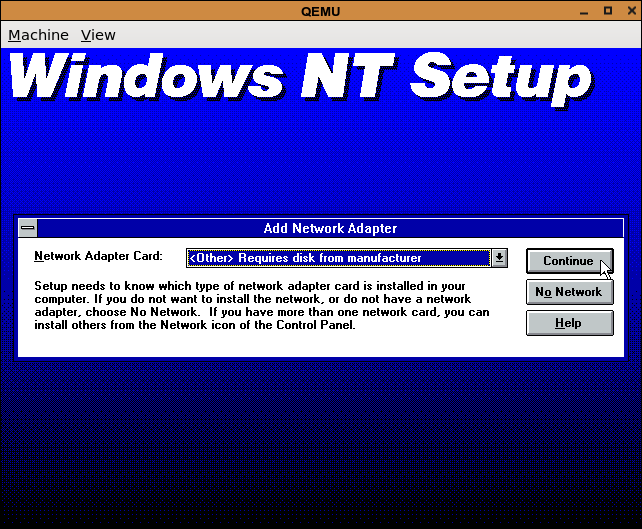 QEMU
Machine View
Windows NT Setup
Add Network Adapter
Network Adapter Card: <Other> Requires disk from manufacturer
Continue
Setup needs to know which type of network adapter card is installed in your
computer. If you do not want to install the network, or do not have a network
adapter, choose No Network. If you have more than one network card, you can
install others from the Network icon of the Control Panel.
No Network
Help